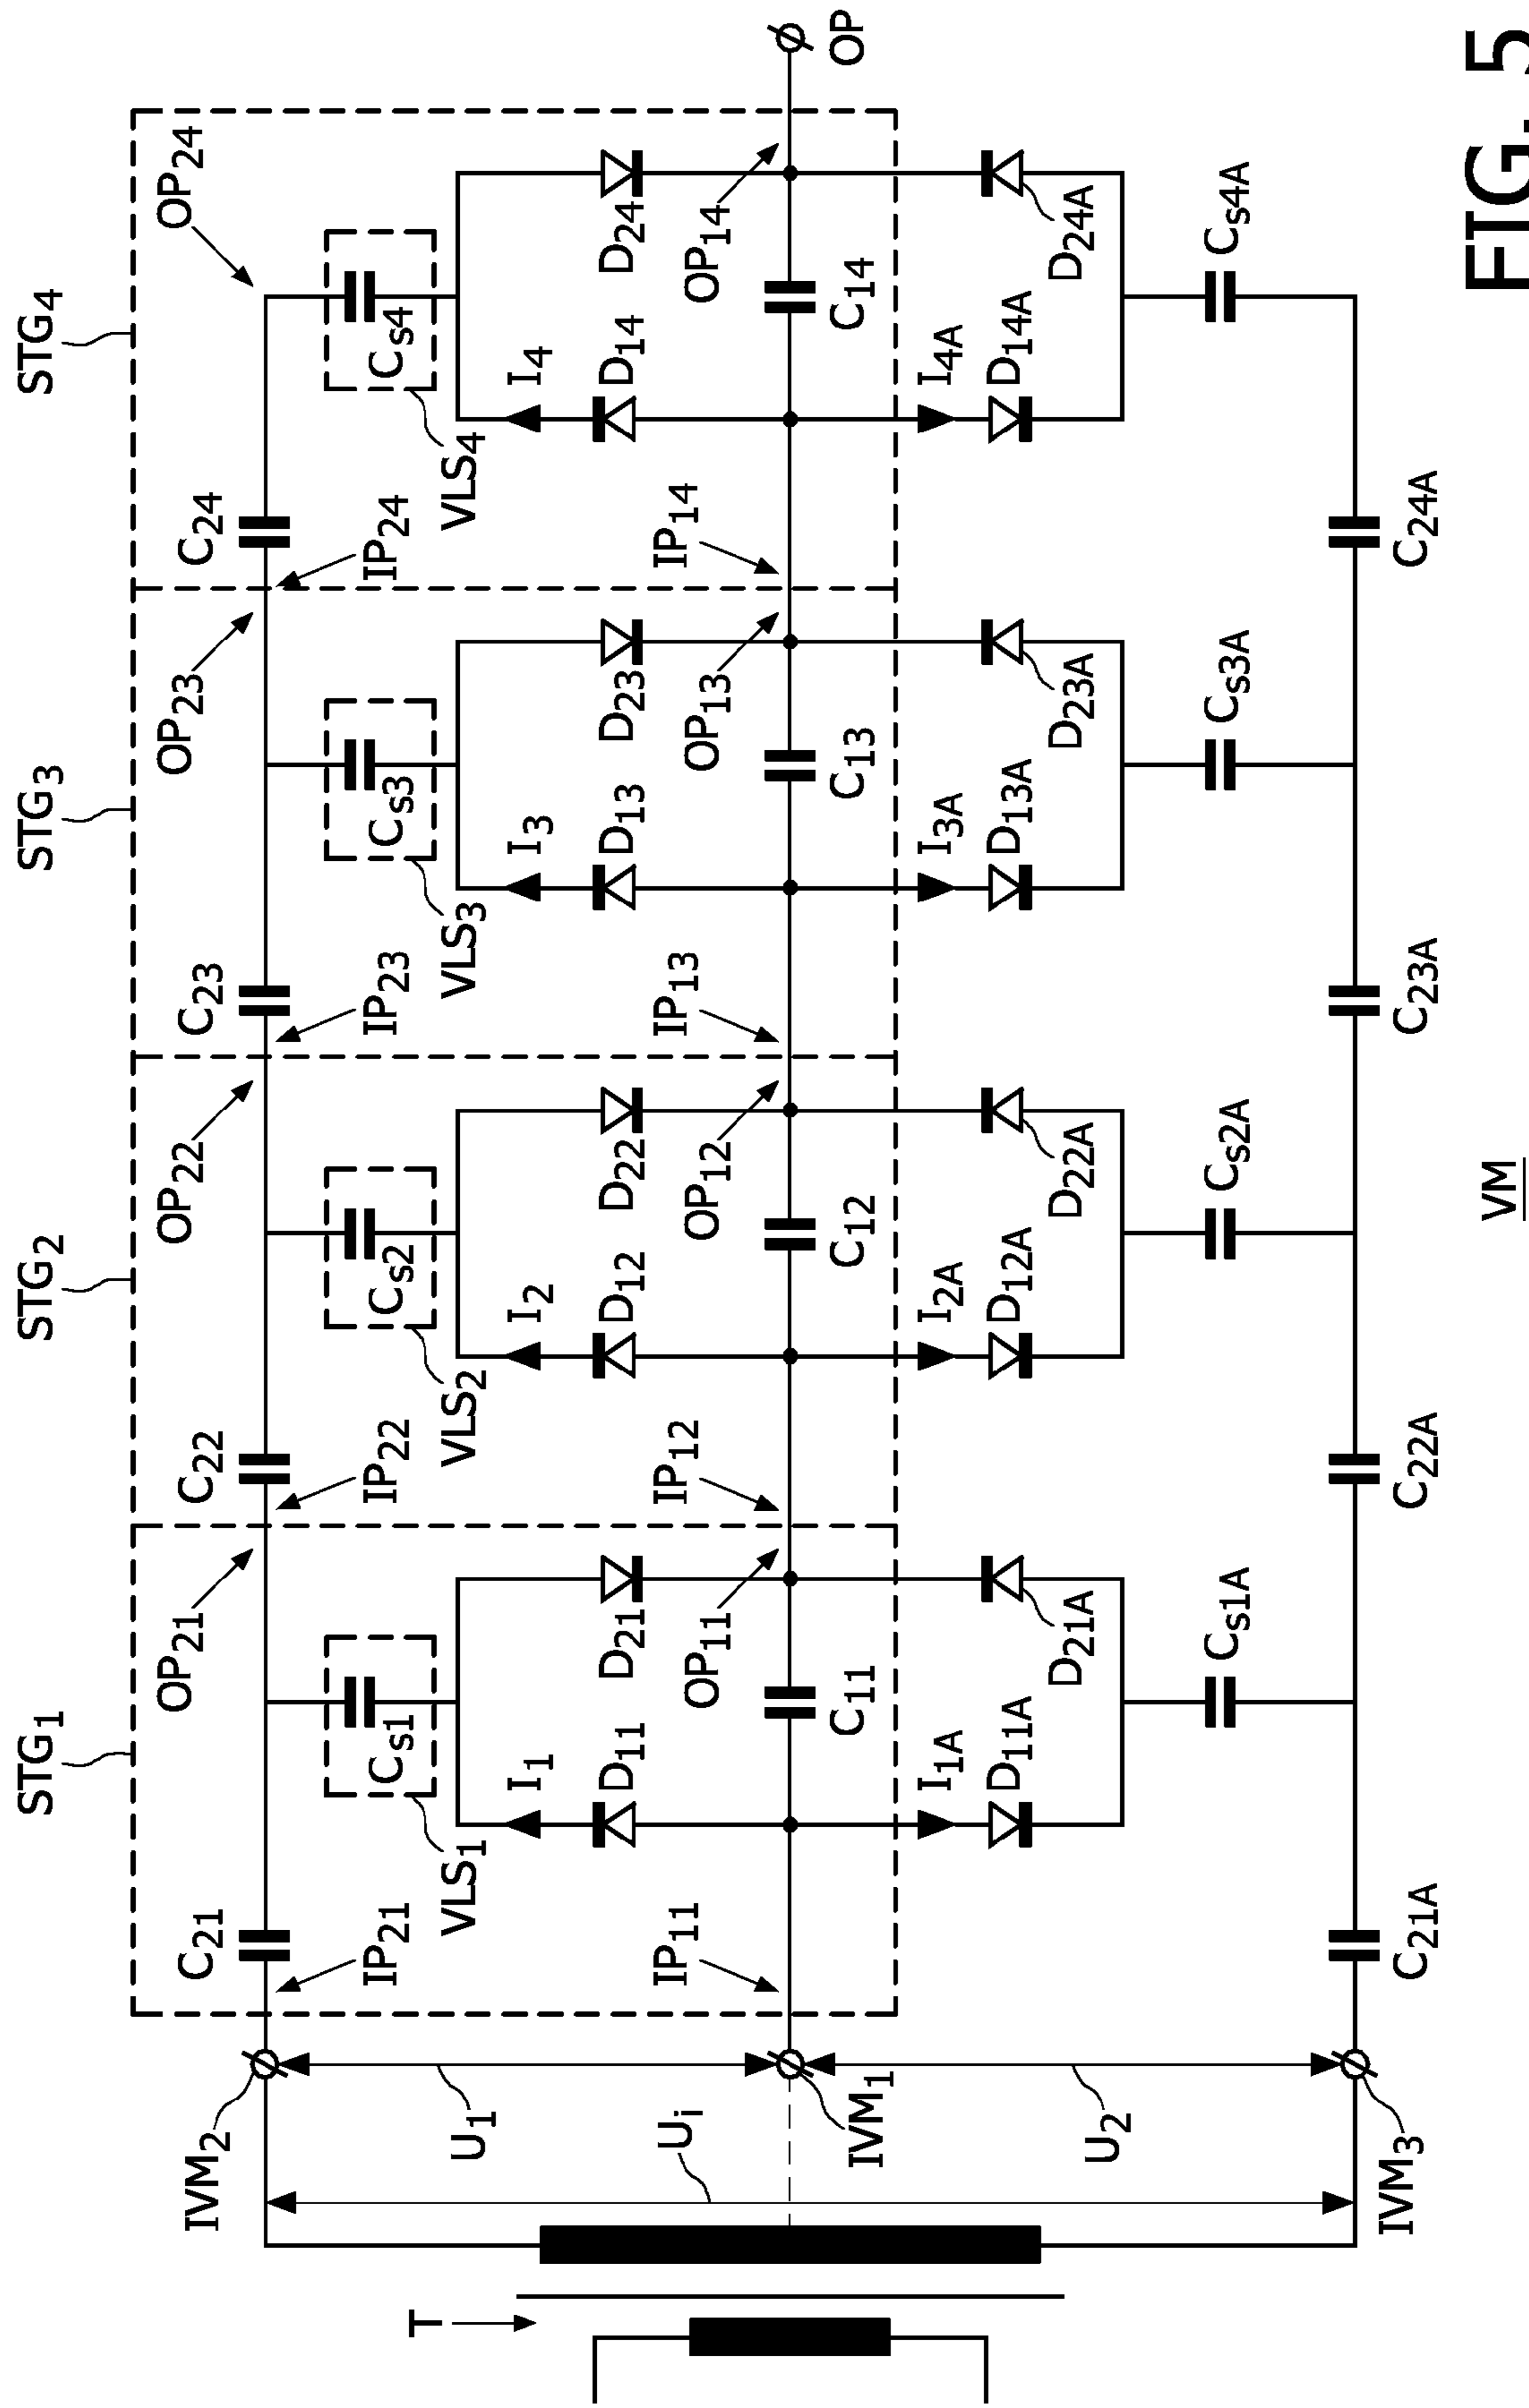 STG1
STG2
STG3
STG4
C21
OP21
C22
OP22
C23
OP23
C24
OP24
IVM2
IP21
Cs1
IP22
Cs2
IP23
Cs3
IP24
Cs4
VLS1
VLS2
VLS3
VLS4
T
U1
I1
I2
I3
I4
D11
D21
D12
D22
D13
D23
D14
D24
Ui
IP11
OP11
IP12
OP12
IP13
OP13
IP14
OP14
OP
IVM1
C11
C12
C13
C14
I1A
I2A
I3A
I4A
D11A
D21A
D12A
D22A
D13A
D23A
D14A
D24A
U2
Cs1A
Cs2A
Cs3A
Cs4A
IVM3
C21A
C22A
C23A
C24A
VM
FIG. 5